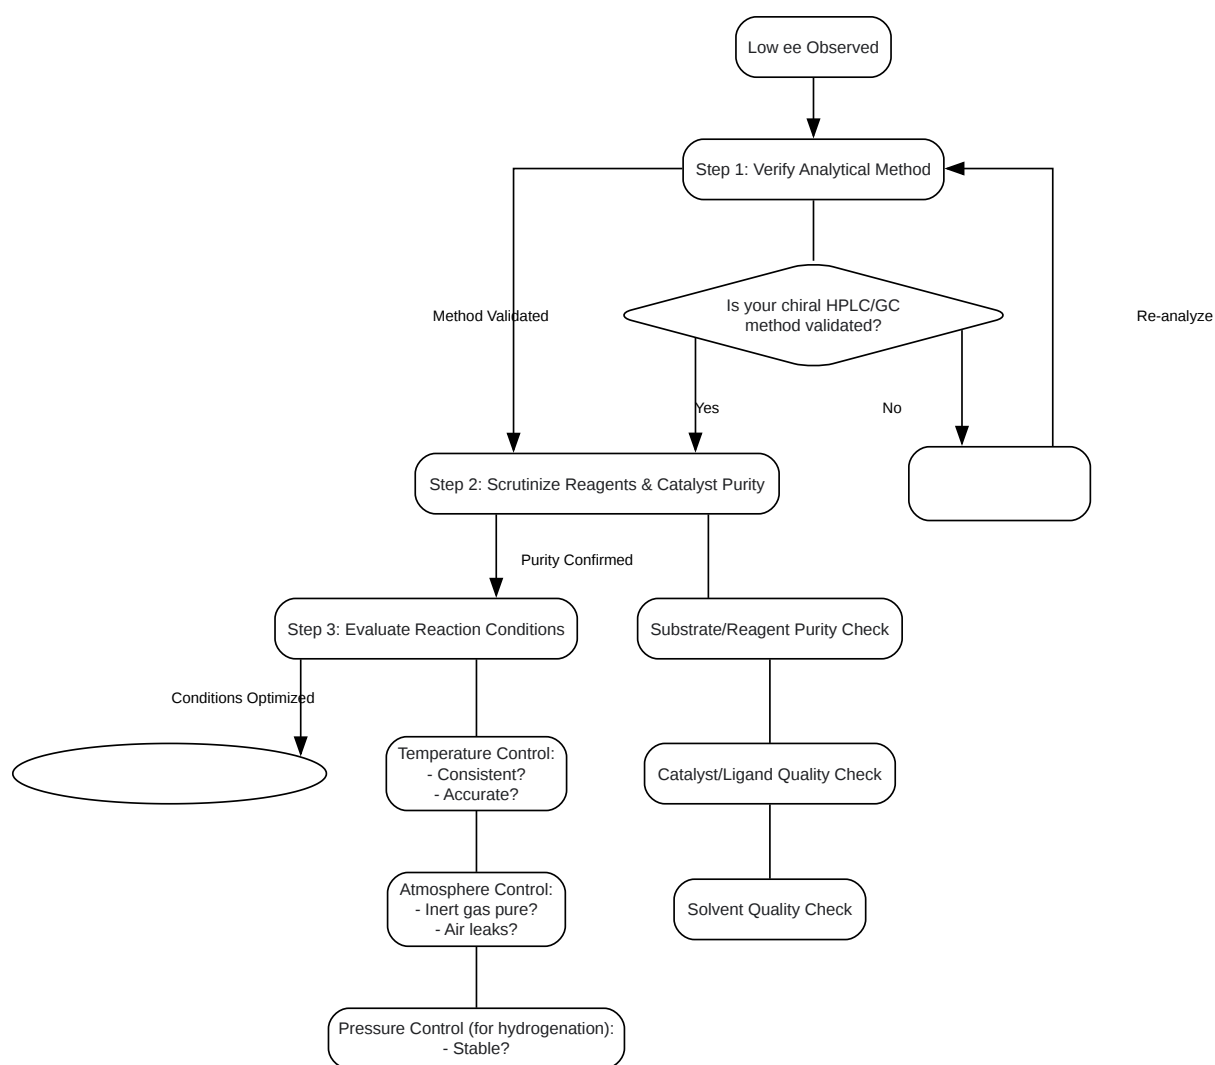 Low ee Observed
Step 1: Verify Analytical Method
Is your chiral HPLC/GC
method validated?
Method Validated
Re-analyze
Yes
No
Step 2: Scrutinize Reagents & Catalyst Purity
Purity Confirmed
Step 3: Evaluate Reaction Conditions
Substrate/Reagent Purity Check
Conditions Optimized
Temperature Control:
- Consistent?
- Accurate?
Catalyst/Ligand Quality Check
Atmosphere Control:
- Inert gas pure?
- Air leaks?
Solvent Quality Check
Pressure Control (for hydrogenation):
- Stable?